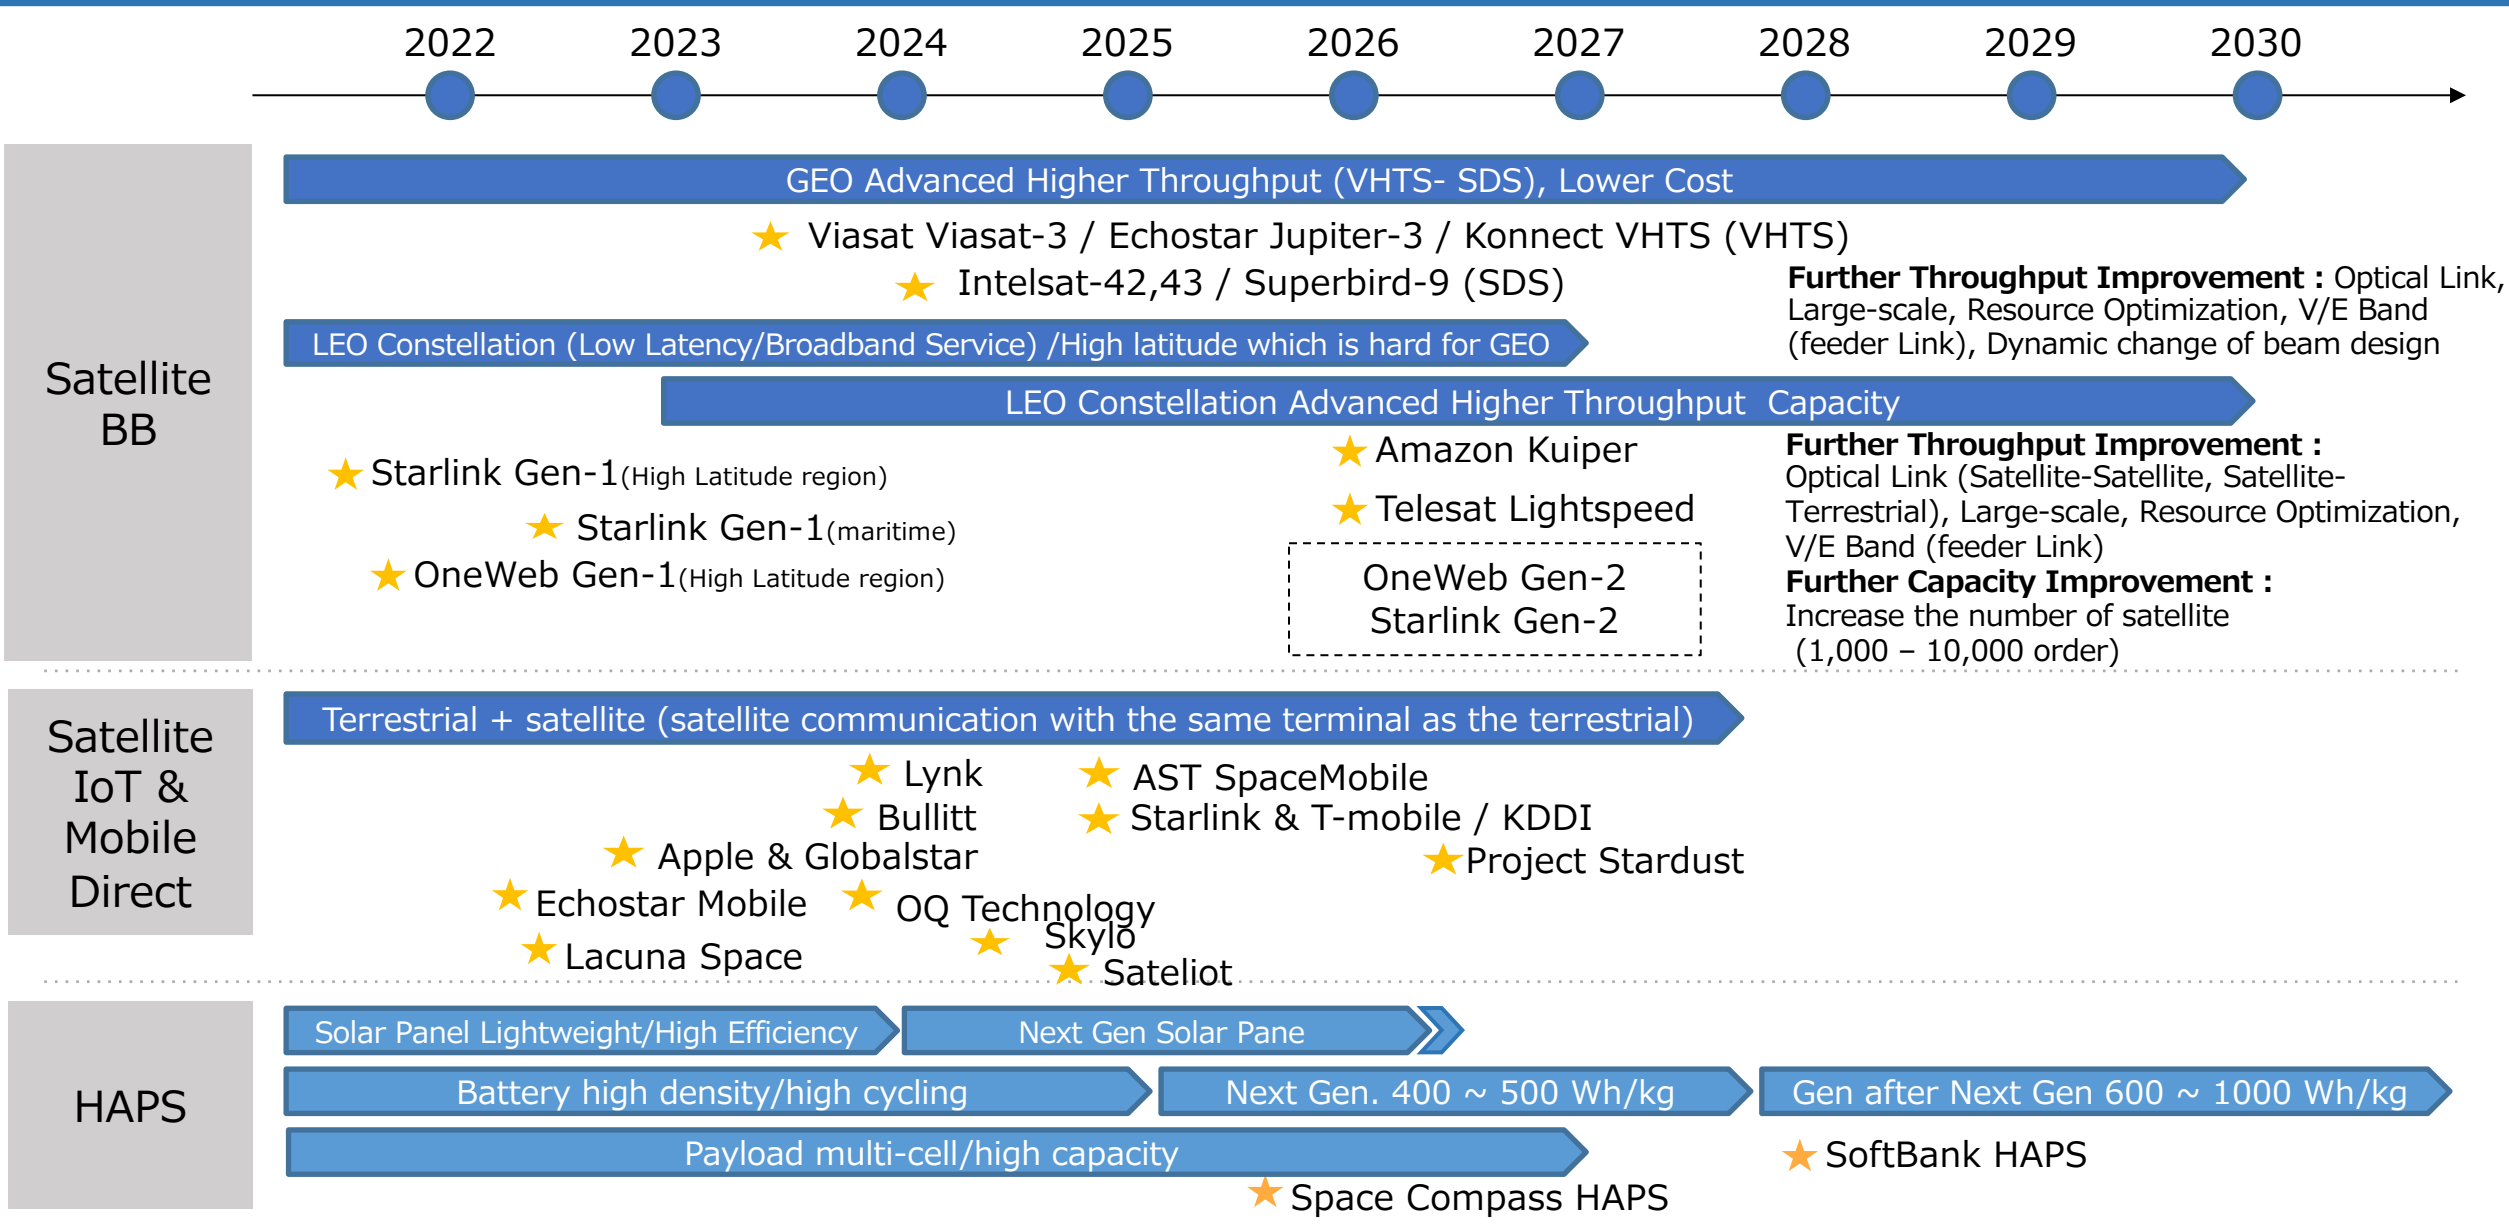 2022 2023 2024 2025 2026 2027 2028 2029 2030
Satellite
BB
GEO Advanced Higher Throughput (VHTS- SDS), Lower Cost
Viasat Viasat-3 / Echostar Jupiter-3 / Konnect VHTS (VHTS)
Intelsat-42,43 / Superbird-9 (SDS)
Further Throughput Improvement : Optical Link,
Large-scale, Resource Optimization, V/E Band
(feeder Link), Dynamic change of beam design
LEO Constellation (Low Latency/Broadband Service) /High latitude which is hard for GEO
LEO Constellation Advanced Higher Throughput Capacity
Starlink Gen-1(High Latitude region)
Starlink Gen-1(maritime)
OneWeb Gen-1(High Latitude region)
Amazon Kuiper
Telesat Lightspeed
OneWeb Gen-2
Starlink Gen-2
Further Throughput Improvement :
Optical Link (Satellite-Satellite, Satellite-
Terrestrial), Large-scale, Resource Optimization,
V/E Band (feeder Link)
Further Capacity Improvement :
Increase the number of satellite
(1,000 – 10,000 order)
Satellite
IoT &
Mobile
Direct
Terrestrial + satellite (satellite communication with the same terminal as the terrestrial)
Lynk
Bullitt
Apple & Globalstar
Echostar Mobile
Lacuna Space
OQ Technology
Skylo
Sateliot
AST SpaceMobile
Starlink & T-mobile / KDDI
Project Stardust
HAPS
Solar Panel Lightweight/High Efficiency
Next Gen Solar Pane
Battery high density/high cycling
Next Gen. 400 ~ 500 Wh/kg
Gen after Next Gen 600 ~ 1000 Wh/kg
Payload multi-cell/high capacity
SoftBank HAPS
Space Compass HAPS